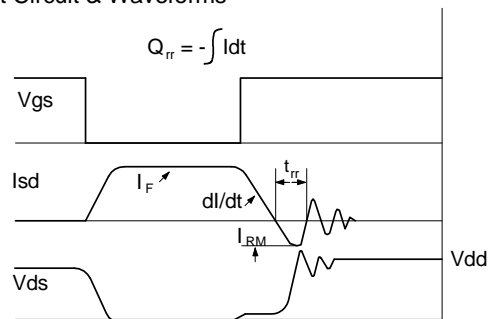 t Circuit & Waveforms
Qrr = -∫Idt
Vgs
Isd
IF
dI/dt
trr
IRM
Vds
Vdd